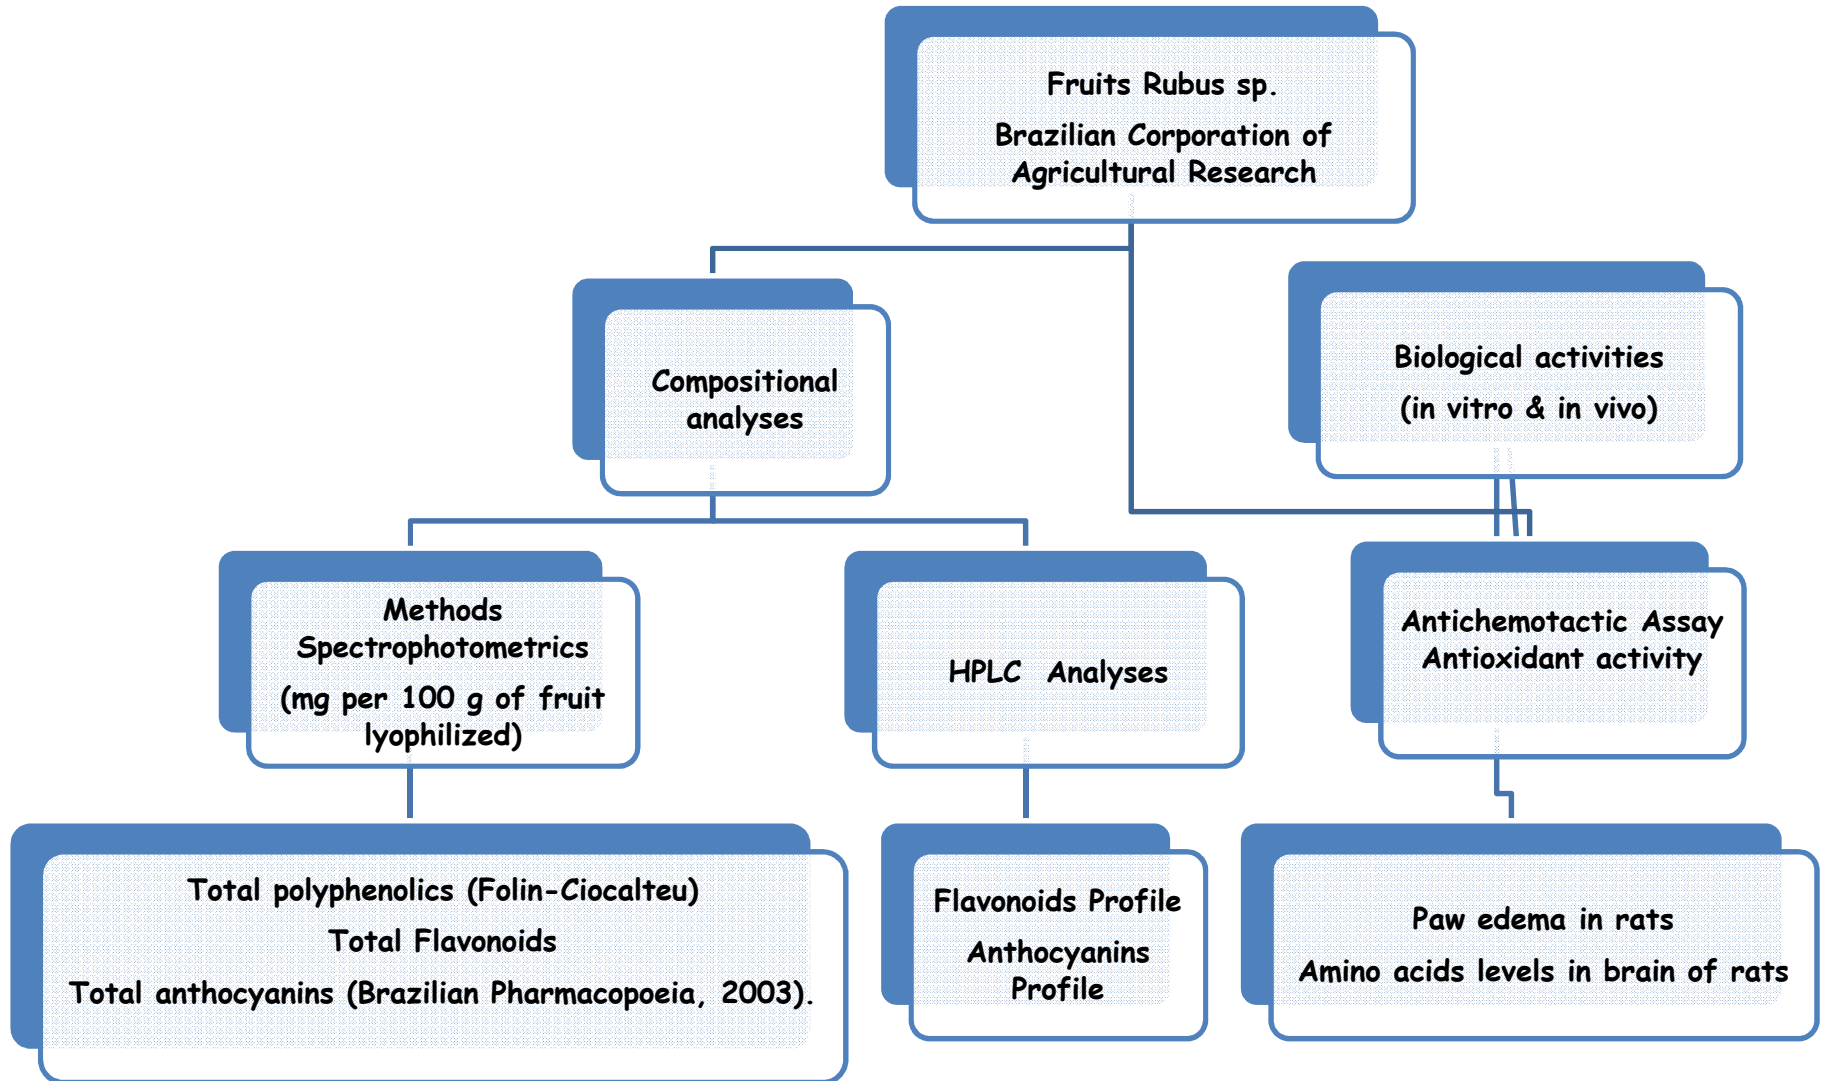 Fruits Rubus sp.
Brazilian Corporation of
Agricultural Research
Compositional
analyses
Biological activities
(in vitro & in vivo)
Methods
Spectrophotometrics
(mg per 100 g of fruit
lyophilized)
HPLC Analyses
Antichemotactic Assay
Antioxidant activity
Total polyphenolics (Folin-Ciocalteu)
Total Flavonoids
Total anthocyanins (Brazilian Pharmacopoeia, 2003).
Flavonoids Profile
Anthocyanins
Profile
Paw edema in rats
Amino acids levels in brain of rats